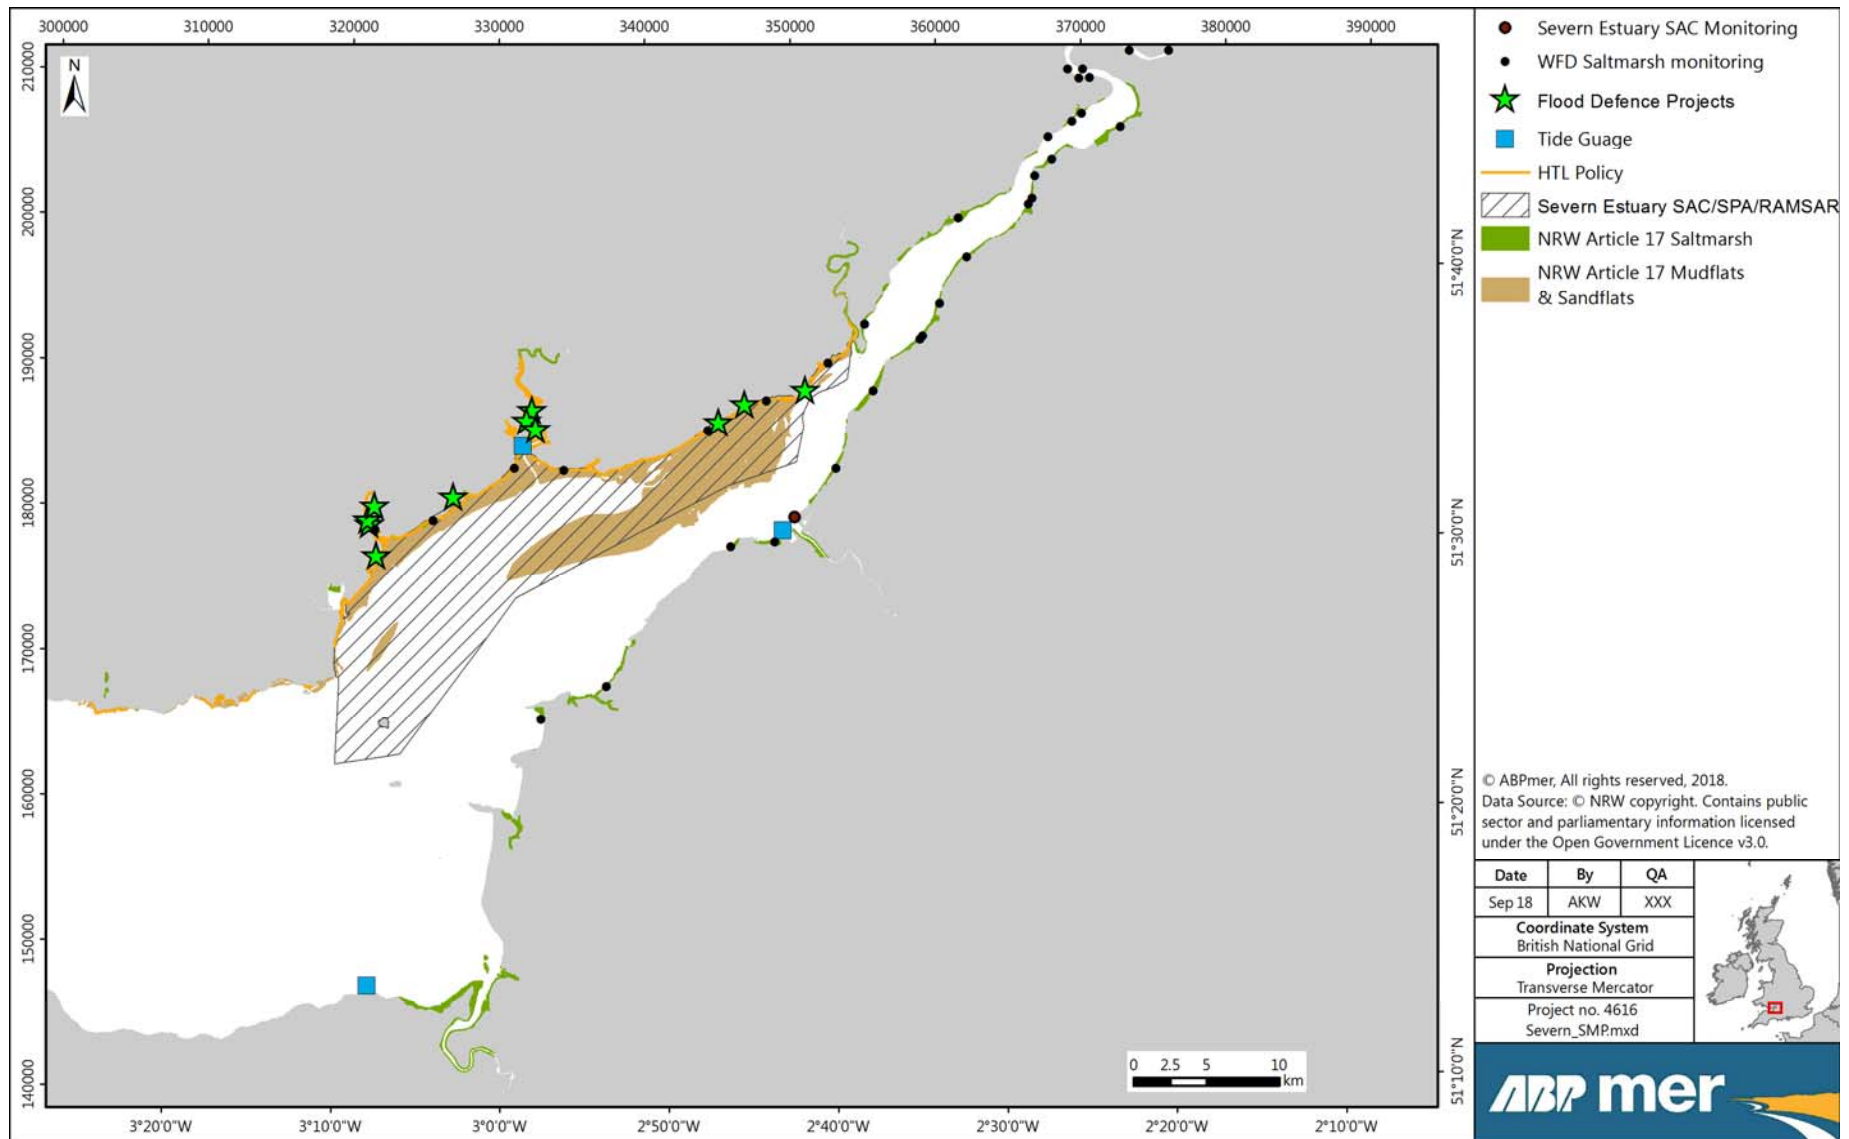 300000 310000 320000 330000 340000 350000 360000 370000 380000 390000
210000
200000
190000
180000
170000
160000
150000
140000
N
51°40'0"N
51°30'0"N
51°20'0"N
51°10'0"N
0 2.5 5 10
km
3°20'0"W 3°10'0"W 3°0'0"W 2°50'0"W 2°40'0"W 2°30'0"W 2°20'0"W 2°10'0"W
Severn Estuary SAC Monitoring
WFD Saltmarsh monitoring
Flood Defence Projects
Tide Guage
HTL Policy
Severn Estuary SAC/SPA/RAMSAR
NRW Article 17 Saltmarsh
NRW Article 17 Mudflats
& Sandflats
© ABPmer, All rights reserved, 2018.
Data Source: © NRW copyright. Contains public
sector and parliamentary information licensed
under the Open Government Licence v3.0.
Date By QA
Sep 18 AKW XXX
Coordinate System
British National Grid
Projection
Transverse Mercator
Project no. 4616
Severn_SMP.mxd
ABP mer